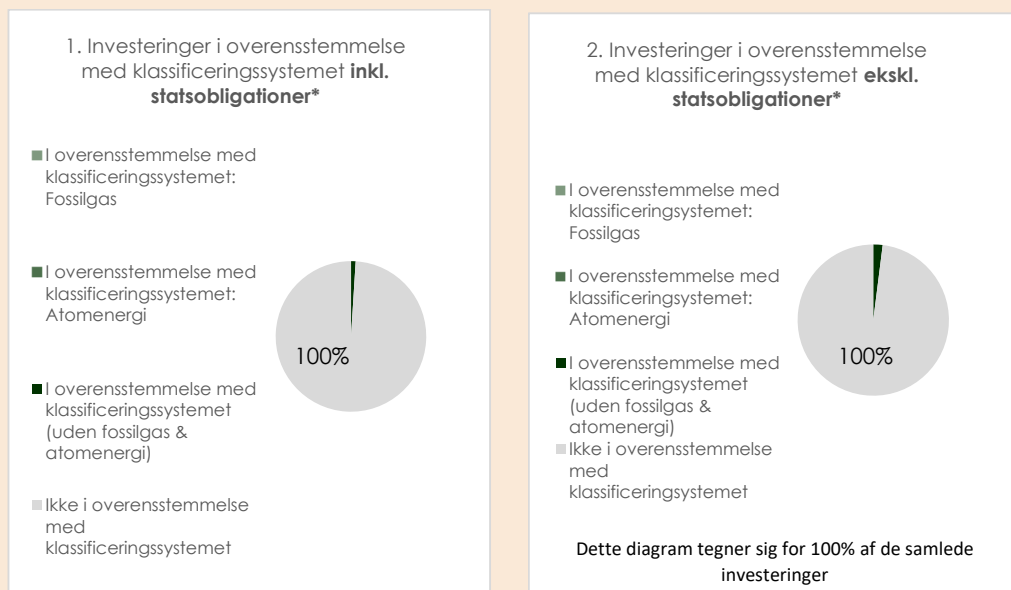 1. Investeringer i overensstemmelse
med klassificeringssystemet inkl.
statsobligationer*
I overensstemmelse med
klassificeringssystemet:
Fossilgas
I overensstemmelse med
klassificeringssystemet:
Atomenergi
I overensstemmelse med
klassificeringssystemet
(uden fossilgas &
atomenergi)
Ikke i overensstemmelse
med
klassificeringssystemet
100%
2. Investeringer i overensstemmelse
med klassificeringssystemet ekskl.
statsobligationer*
I overensstemmelse med
klassificeringsystemet:
Fossilgas
I overensstemmelse med
klassificeringssystemet:
Atomenergi
I overensstemmelse med
klassificeringssystemet
(uden fossilgas &
atomenergi)
Ikke i overensstemmelse
med
klassificeringsystemet
100%
Dette diagram tegner sig for 100% af de samlede
investeringer